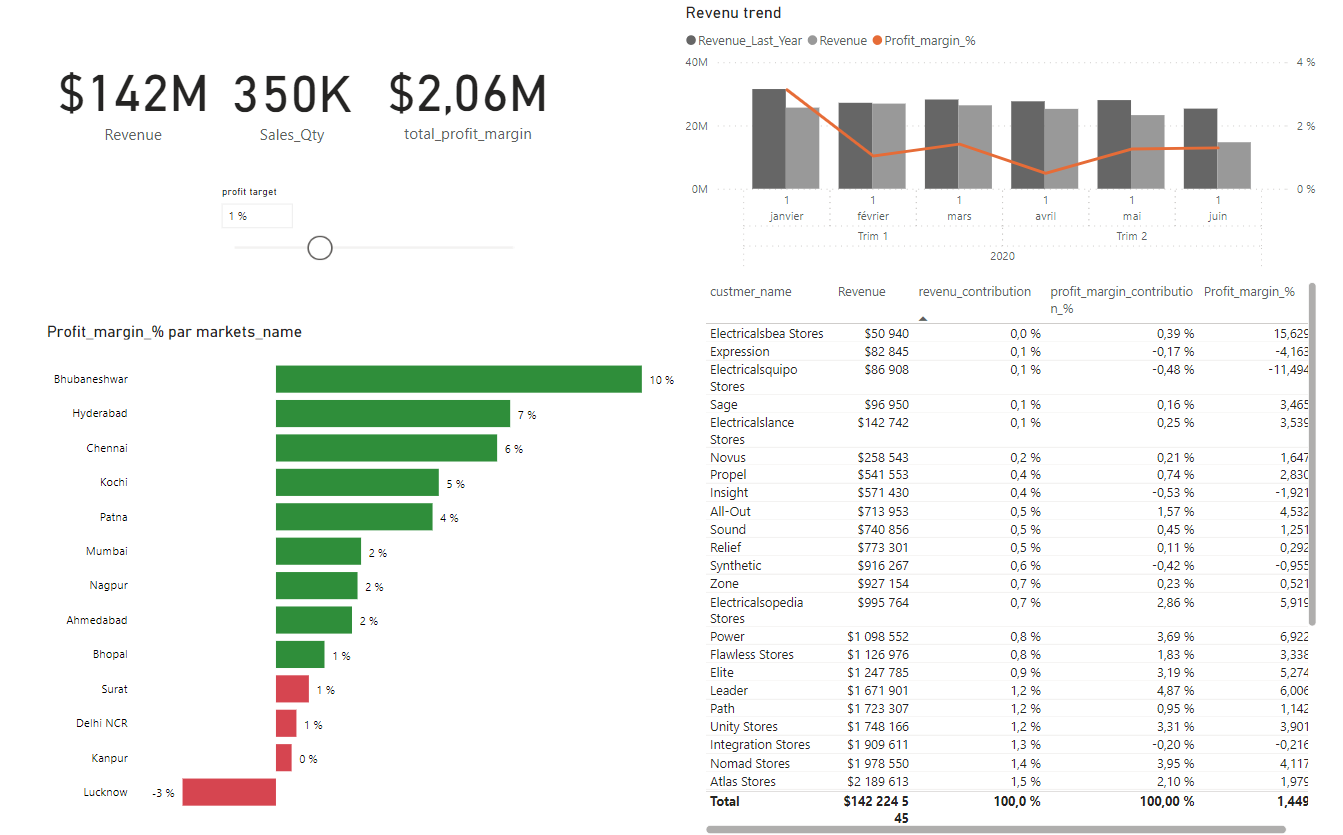 $142M
Revenue
350K
Sales_Qty
$2,06M
total_profit_margin
profit target
1 %
Profit_margin_% par markets_name
Bhubaneshwar 10 %
Hyderabad 7 %
Chennai 6 %
Kochi 5 %
Patna 4 %
Mumbai 2 %
Nagpur 2 %
Ahmedabad 2 %
Bhopal 1 %
Surat 1 %
Delhi NCR 1 %
Kanpur 0 %
Lucknow -3 %
Revenu trend
Revenue_Last_Year Revenue Profit_margin_%
40M 4 %
20M 2 %
0M 0 %
1 1 1 1 1 1
janvier février mars avril mai juin
Trim 1 Trim 2
2020
custmer_name Revenue revenu_contribution profit_margin_contributio Profit_margin_%
n_%
Electricalsbea Stores $50 940 0,0 % 0,39 % 15,629
Expression $82 845 0,1 % -0,17 % -4,163
Electricalsquipo $86 908 0,1 % -0,48 % -11,494
Stores
Sage $96 950 0,1 % 0,16 % 3,465
Electricalslance $142 742 0,1 % 0,25 % 3,539
Stores
Novus $258 543 0,2 % 0,21 % 1,647
Propel $541 553 0,4 % 0,74 % 2,830
Insight $571 430 0,4 % -0,53 % -1,921
All-Out $713 953 0,5 % 1,57 % 4,532
Sound $740 856 0,5 % 0,45 % 1,251
Relief $773 301 0,5 % 0,11 % 0,292
Synthetic $916 267 0,6 % -0,42 % -0,955
Zone $927 154 0,7 % 0,23 % 0,521
Electricalsopedia $995 764 0,7 % 2,86 % 5,919
Stores
Power $1 098 552 0,8 % 3,69 % 6,922
Flawless Stores $1 126 976 0,8 % 1,83 % 3,338
Elite $1 247 785 0,9 % 3,19 % 5,274
Leader $1 671 901 1,2 % 4,87 % 6,006
Path $1 723 307 1,2 % 0,95 % 1,142
Unity Stores $1 748 166 1,2 % 3,31 % 3,901
Integration Stores $1 909 611 1,3 % -0,20 % -0,216
Nomad Stores $1 978 550 1,4 % 3,95 % 4,117
Atlas Stores $2 189 613 1,5 % 2,10 % 1,979
Total $142 224 5 100,0 % 100,00 % 1,449
45